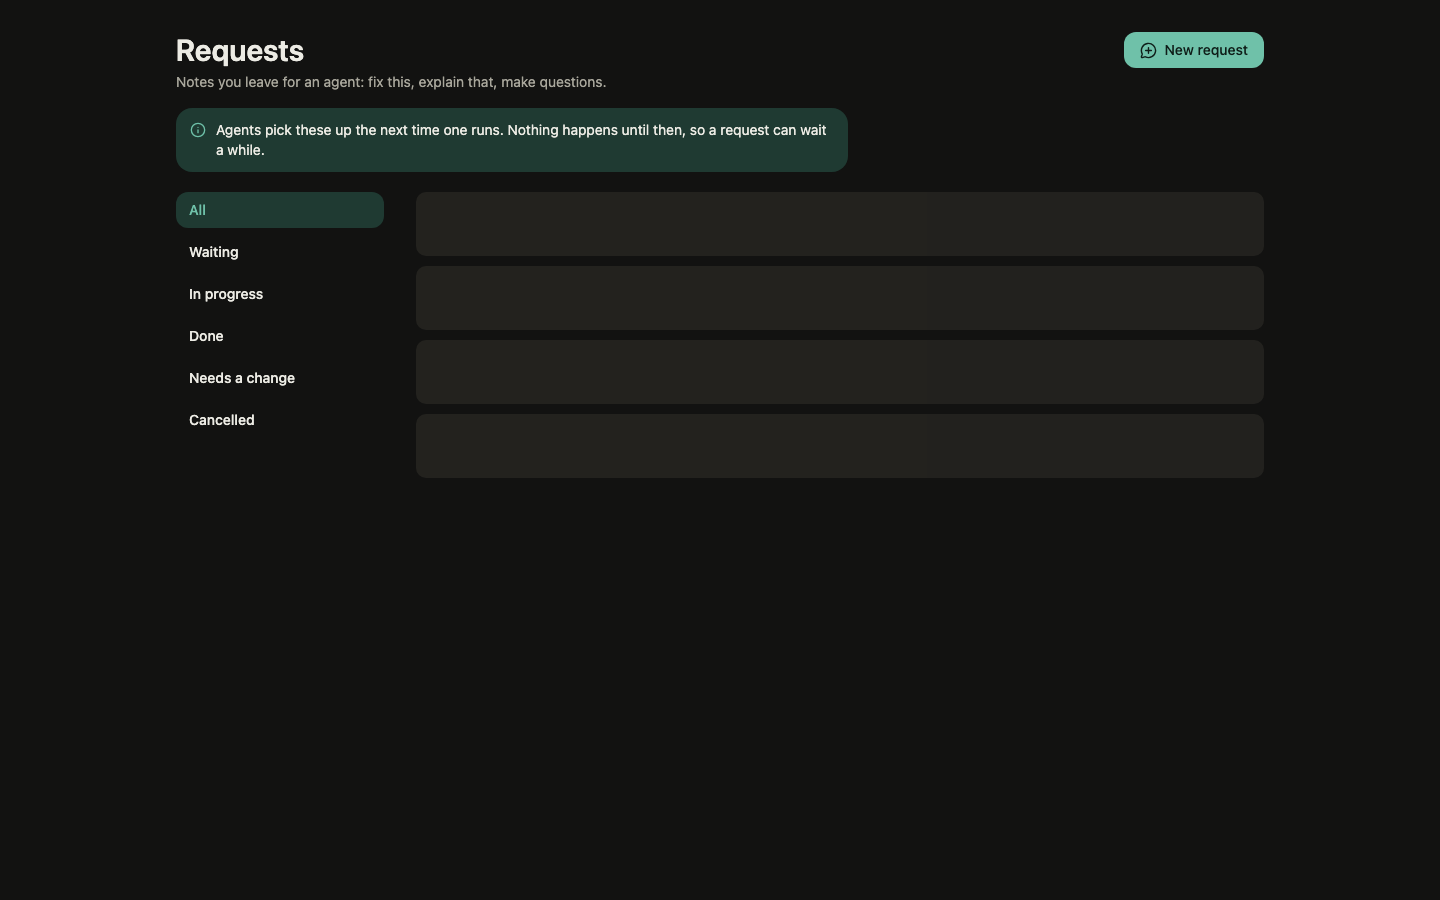 Requests
New request
Notes you leave for an agent: fix this, explain that, make questions.
Agents pick these up the next time one runs. Nothing happens until then, so a request can wait
a while.
All
Waiting
In progress
Done
Needs a change
Cancelled